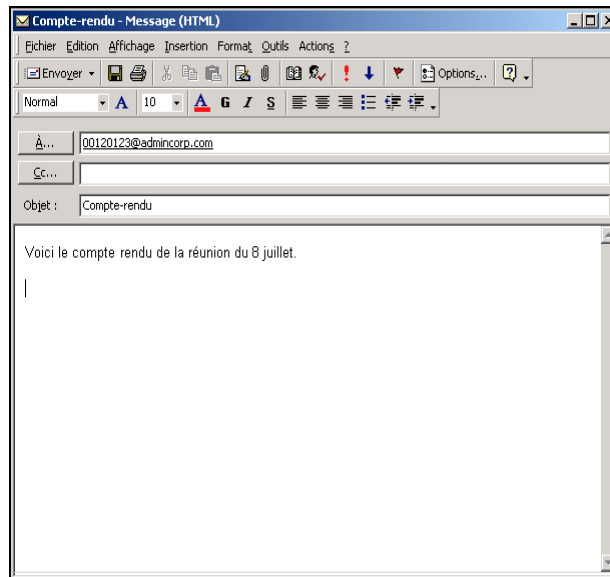 Compte-rendu - Message (HTML)
Fichier Edition Affichage Insertion Format Outils Actions ?
Envoyer Options...
Normal A 10 A G I S
À...
00120123@admincorp.com
Cc...
Objet :
Compte-rendu
Voici le compte rendu de la réunion du 8 juillet.